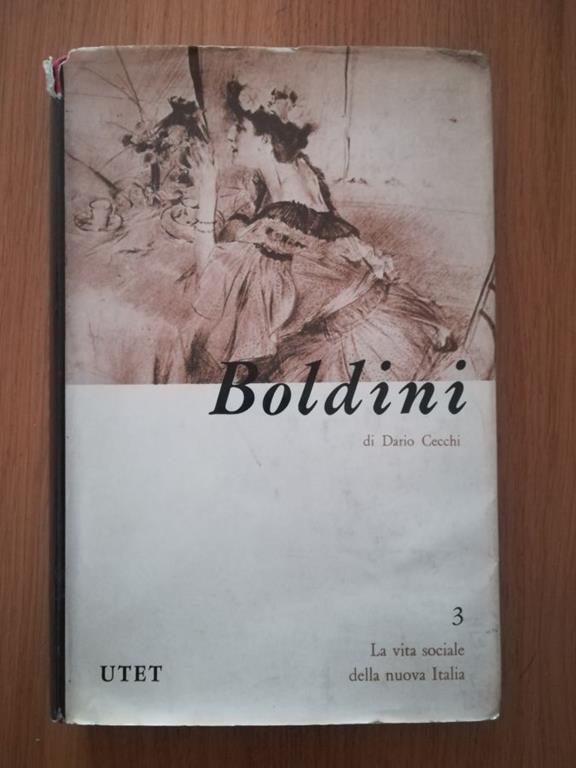 Boldini
di Dario Cecchi
3
La vita sociale
della nuova Italia
UTET